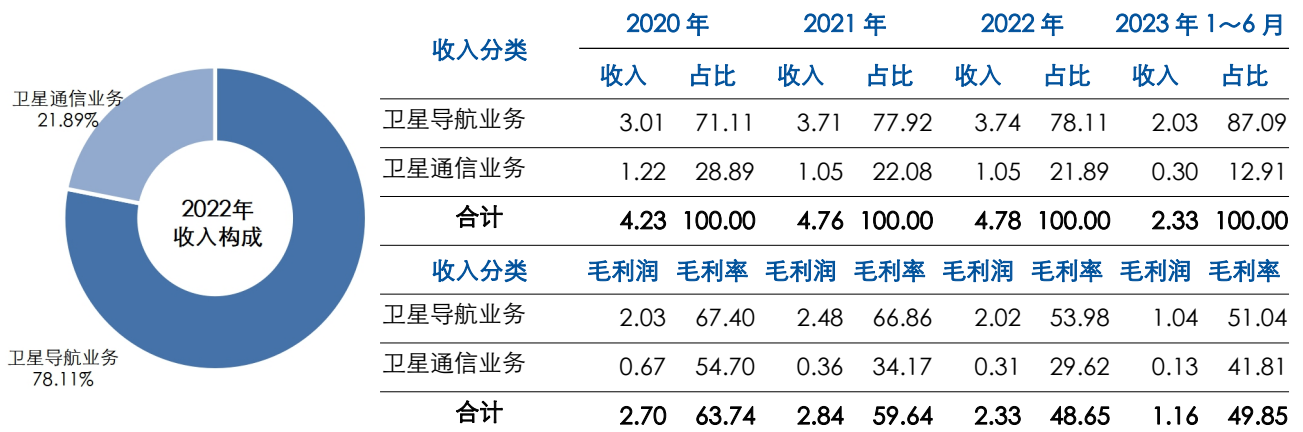 卫星通信业务
21.89%
2022年
收入构成
卫星导航业务
78.11%
收入分类 2020 年 2021 年 2022 年 2023 年 1～6 月
收入 占比 收入 占比 收入 占比 收入 占比
卫星导航业务 3.01 71.11 3.71 77.92 3.74 78.11 2.03 87.09
卫星通信业务 1.22 28.89 1.05 22.08 1.05 21.89 0.30 12.91
合计 4.23 100.00 4.76 100.00 4.78 100.00 2.33 100.00
收入分类 毛利润 毛利率 毛利润 毛利率 毛利润 毛利率 毛利润 毛利率
卫星导航业务 2.03 67.40 2.48 66.86 2.02 53.98 1.04 51.04
卫星通信业务 0.67 54.70 0.36 34.17 0.31 29.62 0.13 41.81
合计 2.70 63.74 2.84 59.64 2.33 48.65 1.16 49.85